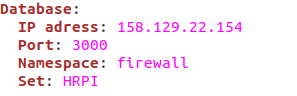 Database:
IP adress: 158.129.22.154
Port: 3000
Namespace: firewall
Set: HRPI